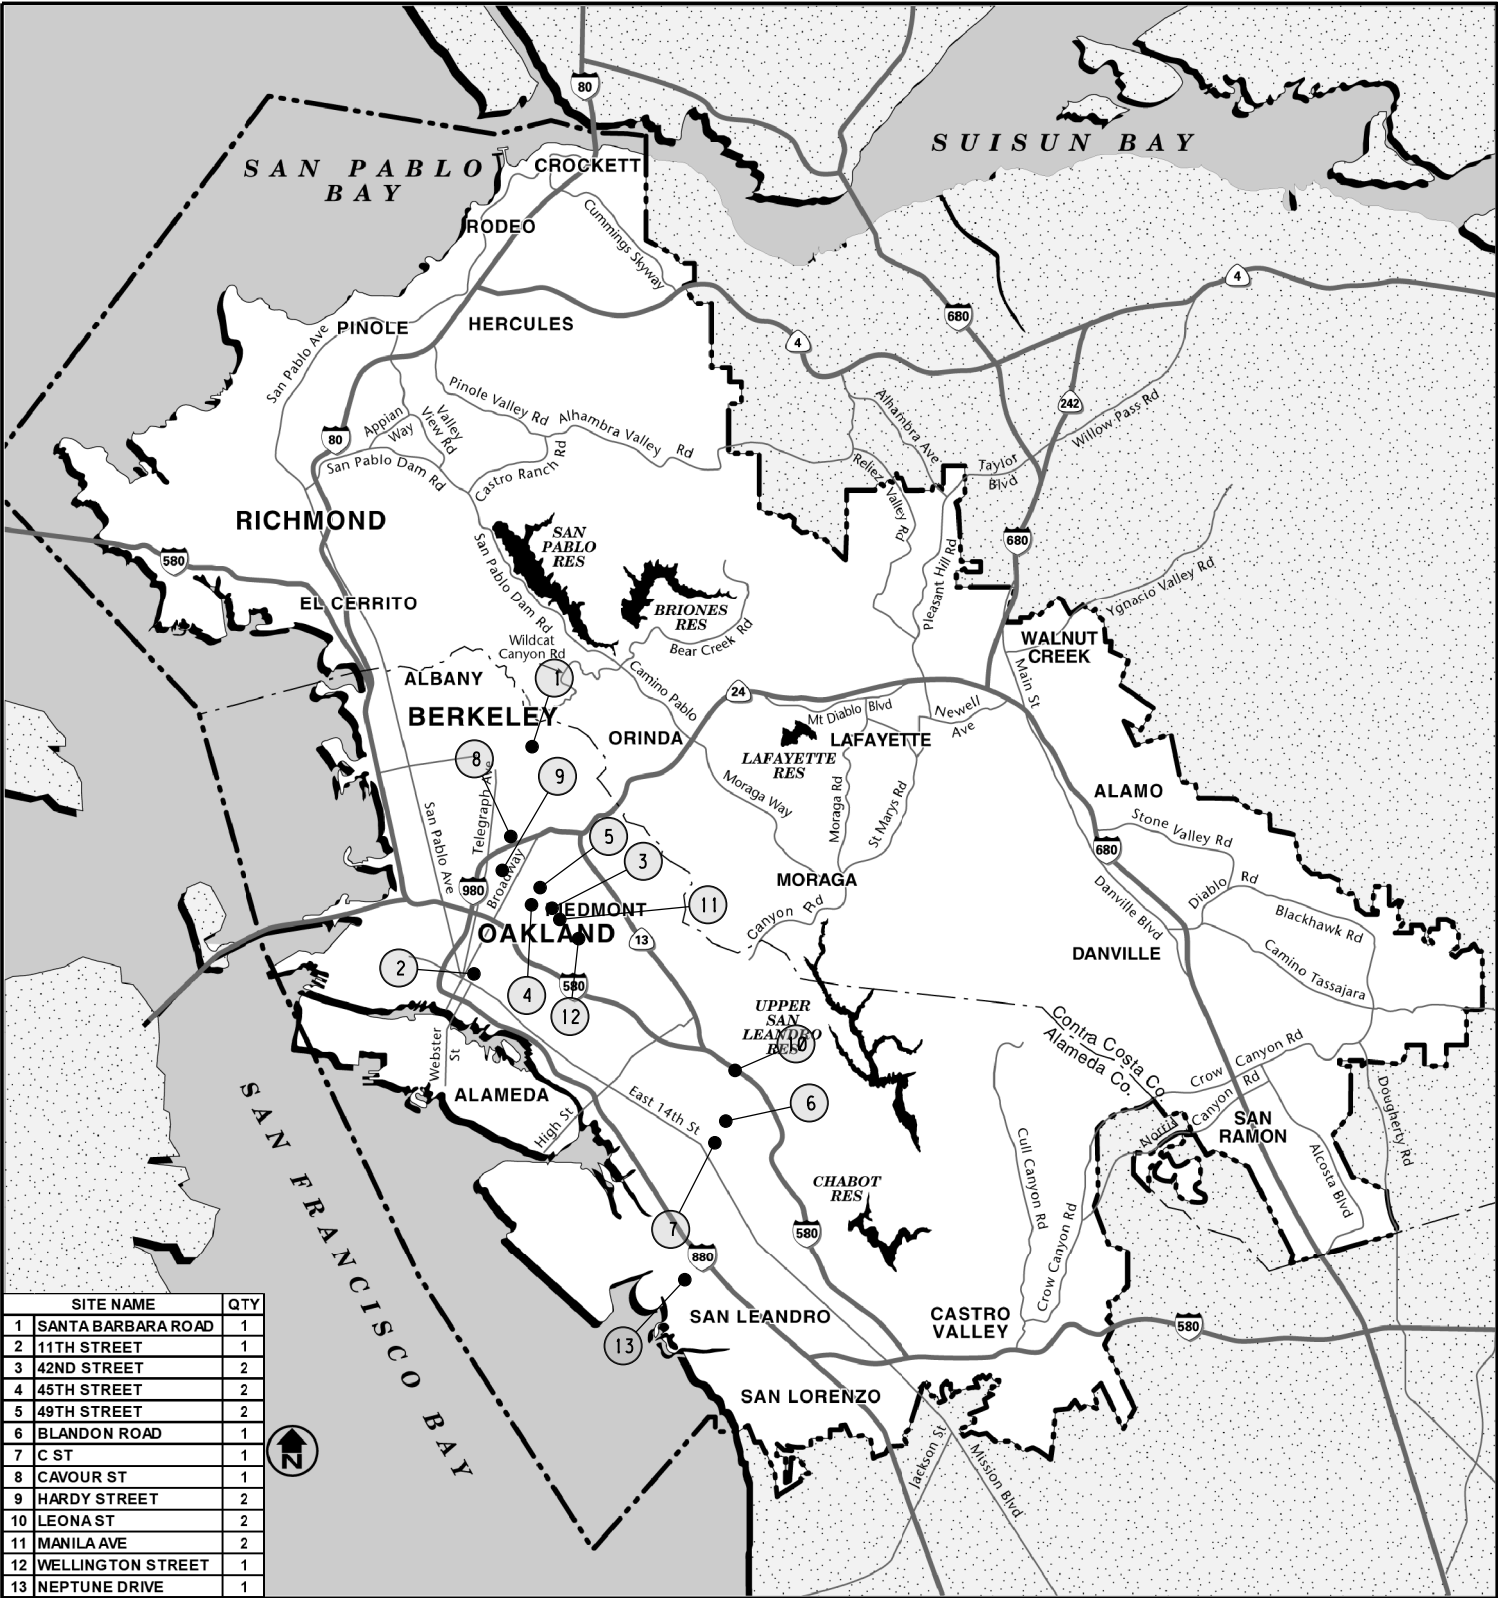 80
SUISUN BAY
SAN PABLO
BAY
CROCKETT
RODEO
Cummings Skyway
4
680
PINOLE
HERCULES
San Pablo Ave
4
242
Willow Pass Rd
Pinole Valley Rd
Alhambra Valley Rd
Alhambra Ave
Appian
Way
Valley
View Rd
80
San Pablo Dam Rd
Castro Ranch Rd
Reliez Valley Rd
Taylor
Blvd
RICHMOND
SAN
PABLO
RES
680
580
San Pablo Dam Rd
Pleasant Hill Rd
Ygnacio Valley Rd
EL CERRITO
BRIONES
RES
Bear Creek Rd
Wildcat
Canyon Rd
WALNUT
CREEK
ALBANY
1
Camino Pablo
24
Main St
BERKELEY
Mt Diablo Blvd
Newell
Ave
ORINDA
LAFAYETTE
LAFAYETTE
RES
8
9
Telegraph Ave
Moraga Way
Moraga Rd
St Marys Rd
ALAMO
San Pablo Ave
Stone Valley Rd
5
680
3
Broadway
980
MORAGA
Diablo Rd
11
Danville Blvd
Blackhawk Rd
PIEDMONT
OAKLAND
Canyon Rd
13
DANVILLE
Camino Tassajara
2
4
580
12
UPPER
SAN
LEANDRO
RES
10
Contra Costa Co.
Alameda Co.
Webster
St
Crow Canyon Rd
ALAMEDA
East 14th St
6
High St
Norris Canyon Rd
SAN
RAMON
Dougherty Rd
Cull Canyon Rd
Alcosta Blvd
CHABOT
RES
7
580
880
Crow Canyon Rd
SAN FRANCISCO BAY
SAN LEANDRO
CASTRO
VALLEY
580
13
SAN LORENZO
Jackson St
Mission Blvd
N
SITE NAME QTY
1 SANTA BARBARA ROAD 1
2 11TH STREET 1
3 42ND STREET 2
4 45TH STREET 2
5 49TH STREET 2
6 BLANDON ROAD 1
7 C ST 1
8 CAVOUR ST 1
9 HARDY STREET 2
10 LEONA ST 2
11 MANILA AVE 2
12 WELLINGTON STREET 1
13 NEPTUNE DRIVE 1